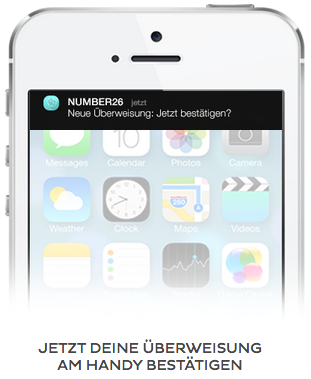 NUMBER26 jetzt
Neue Überweisung: Jetzt bestätigen?
Messages Calendar Photos Camera
Weather Clock Maps Videos
JETZT DEINE ÜBERWEISUNG
AM HANDY BESTÄTIGEN